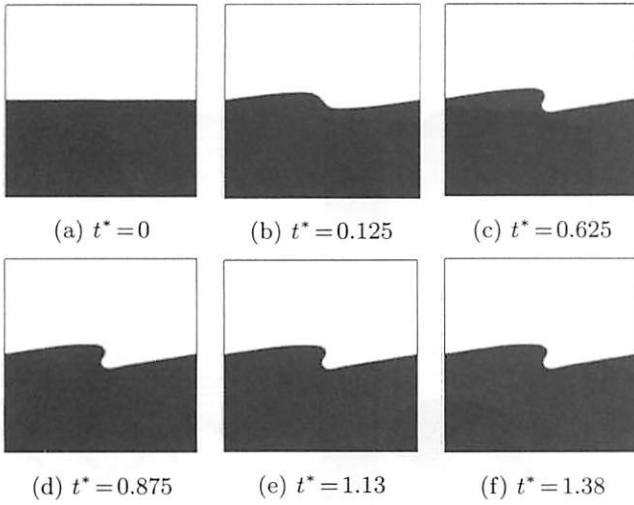 (a) t* = 0
(b) t* = 0.125
(c) t* = 0.625
(d) t* = 0.875
(e) t* = 1.13
(f) t* = 1.38